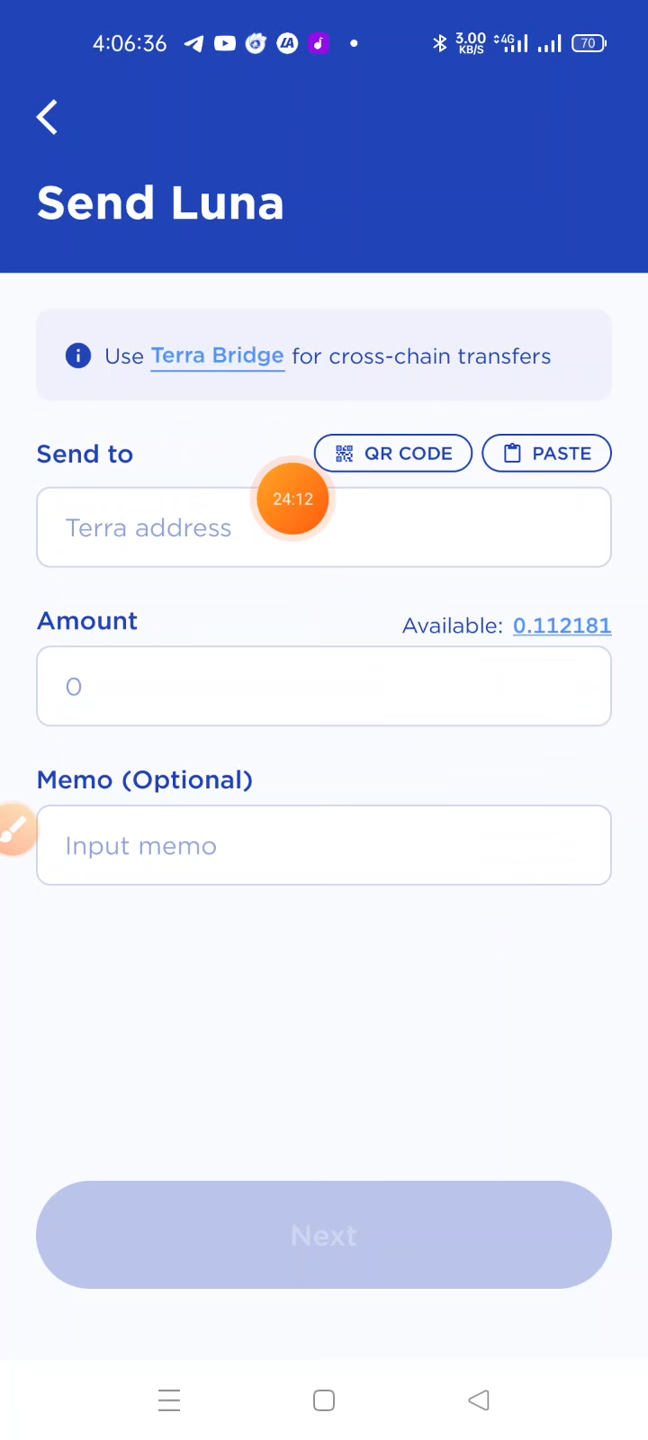 4:06:36
3.00
KB/S
4G
70
Send Luna
Use Terra Bridge for cross-chain transfers
Send to
QR CODE
PASTE
24:12
Terra address
Amount
Available: 0.112181
0
Memo (Optional)
Input memo
Next